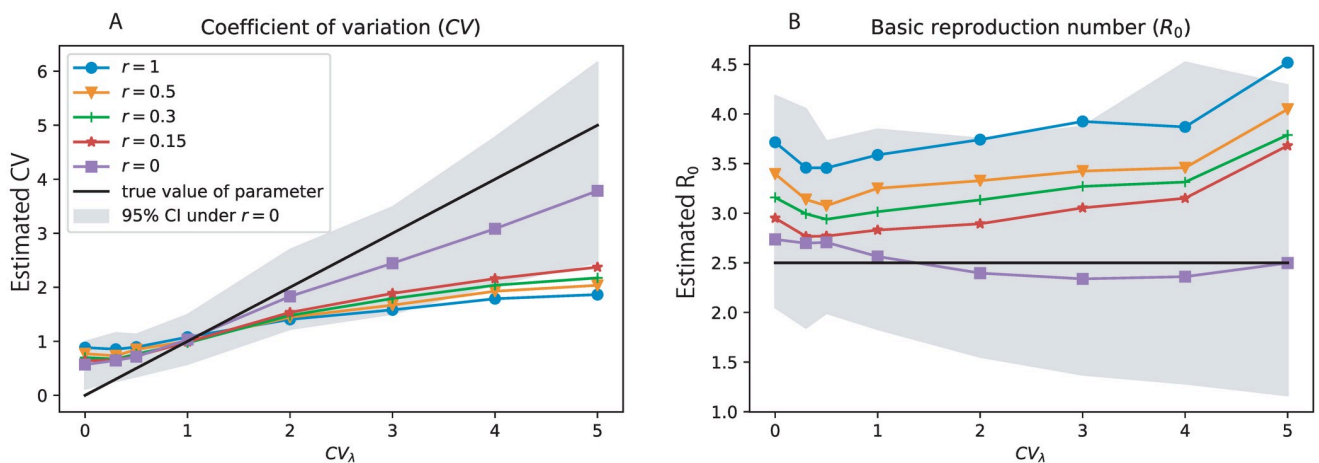 A
Coefficient of variation (CV)
Estimated CV
6
5
4
3
2
1
0
r = 1
r = 0.5
r = 0.3
r = 0.15
r = 0
true value of parameter
95% CI under r = 0
0
1
2
3
4
5
CVλ
B
Basic reproduction number (R₀)
Estimated R₀
4.5
4.0
3.5
3.0
2.5
2.0
1.5
1.0
0
1
2
3
4
5
CVλ